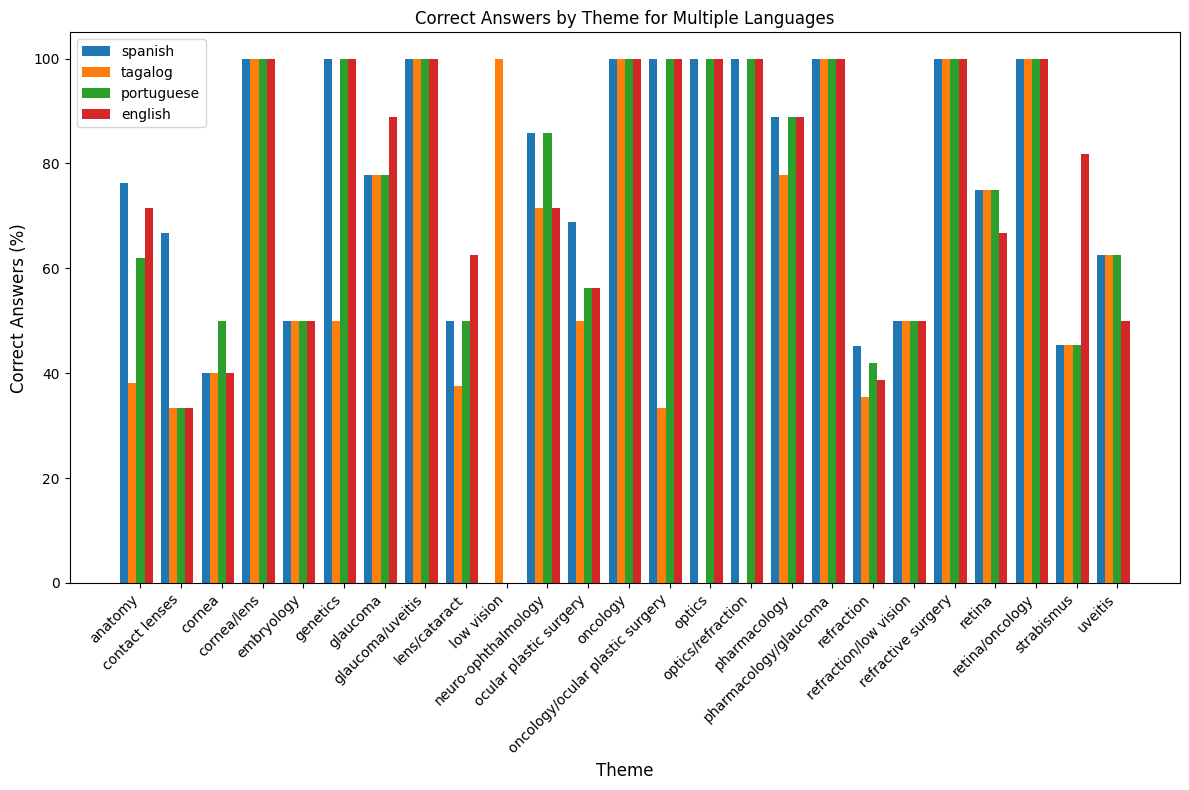 Correct Answers by Theme for Multiple Languages
spanish
tagalog
portuguese
english
Correct Answers (%)
100
80
60
40
20
0
anatomy
contact lenses
cornea
cornea/lens
embryology
genetics
glaucoma
glaucoma/uveitis
lens/cataract
low vision
neuro-ophthalmology
ocular plastic surgery
oncology
oncology/ocular plastic surgery
optics
optics/refraction
pharmacology
pharmacology/glaucoma
refraction
refraction/low vision
refractive surgery
retina
retina/oncology
strabismus
uveitis
Theme